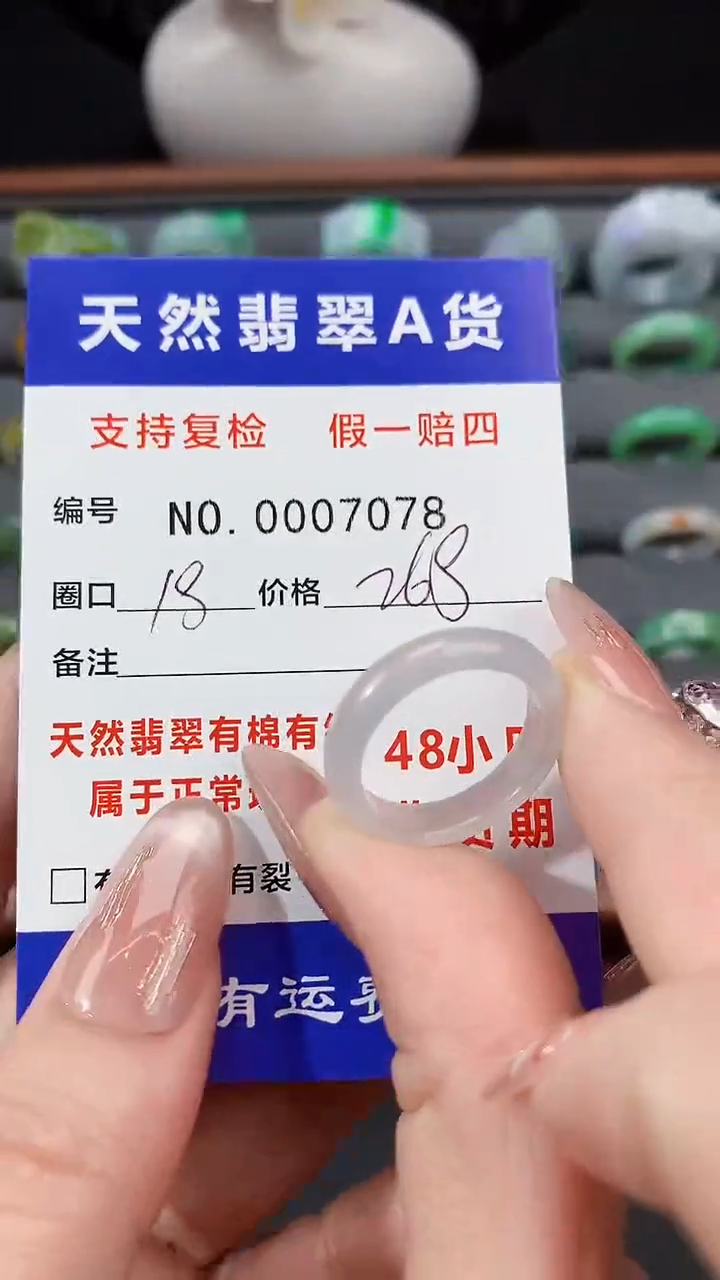 天然翡翠A货
支持复检 假一赔四
编号 NO.0007078
圈口 18 价格 268
备注
天然翡翠有棉有 48小
属于正常 期
有裂
有运费